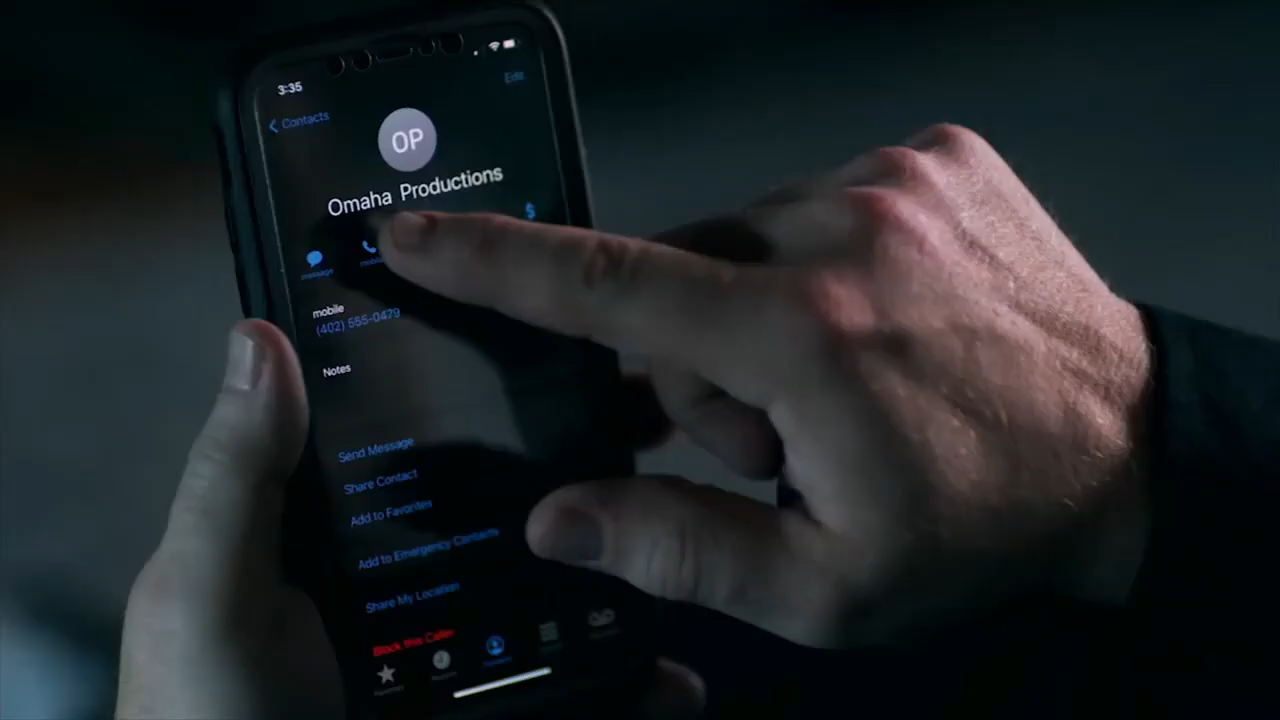 3:35
Edit
Contacts
OP
Omaha Productions
$
message
mobile
(402) 555-0479
Notes
Send Message
Share Contact
Add to Favorites
Add to Emergency Contacts
Share My Location
Block this Caller